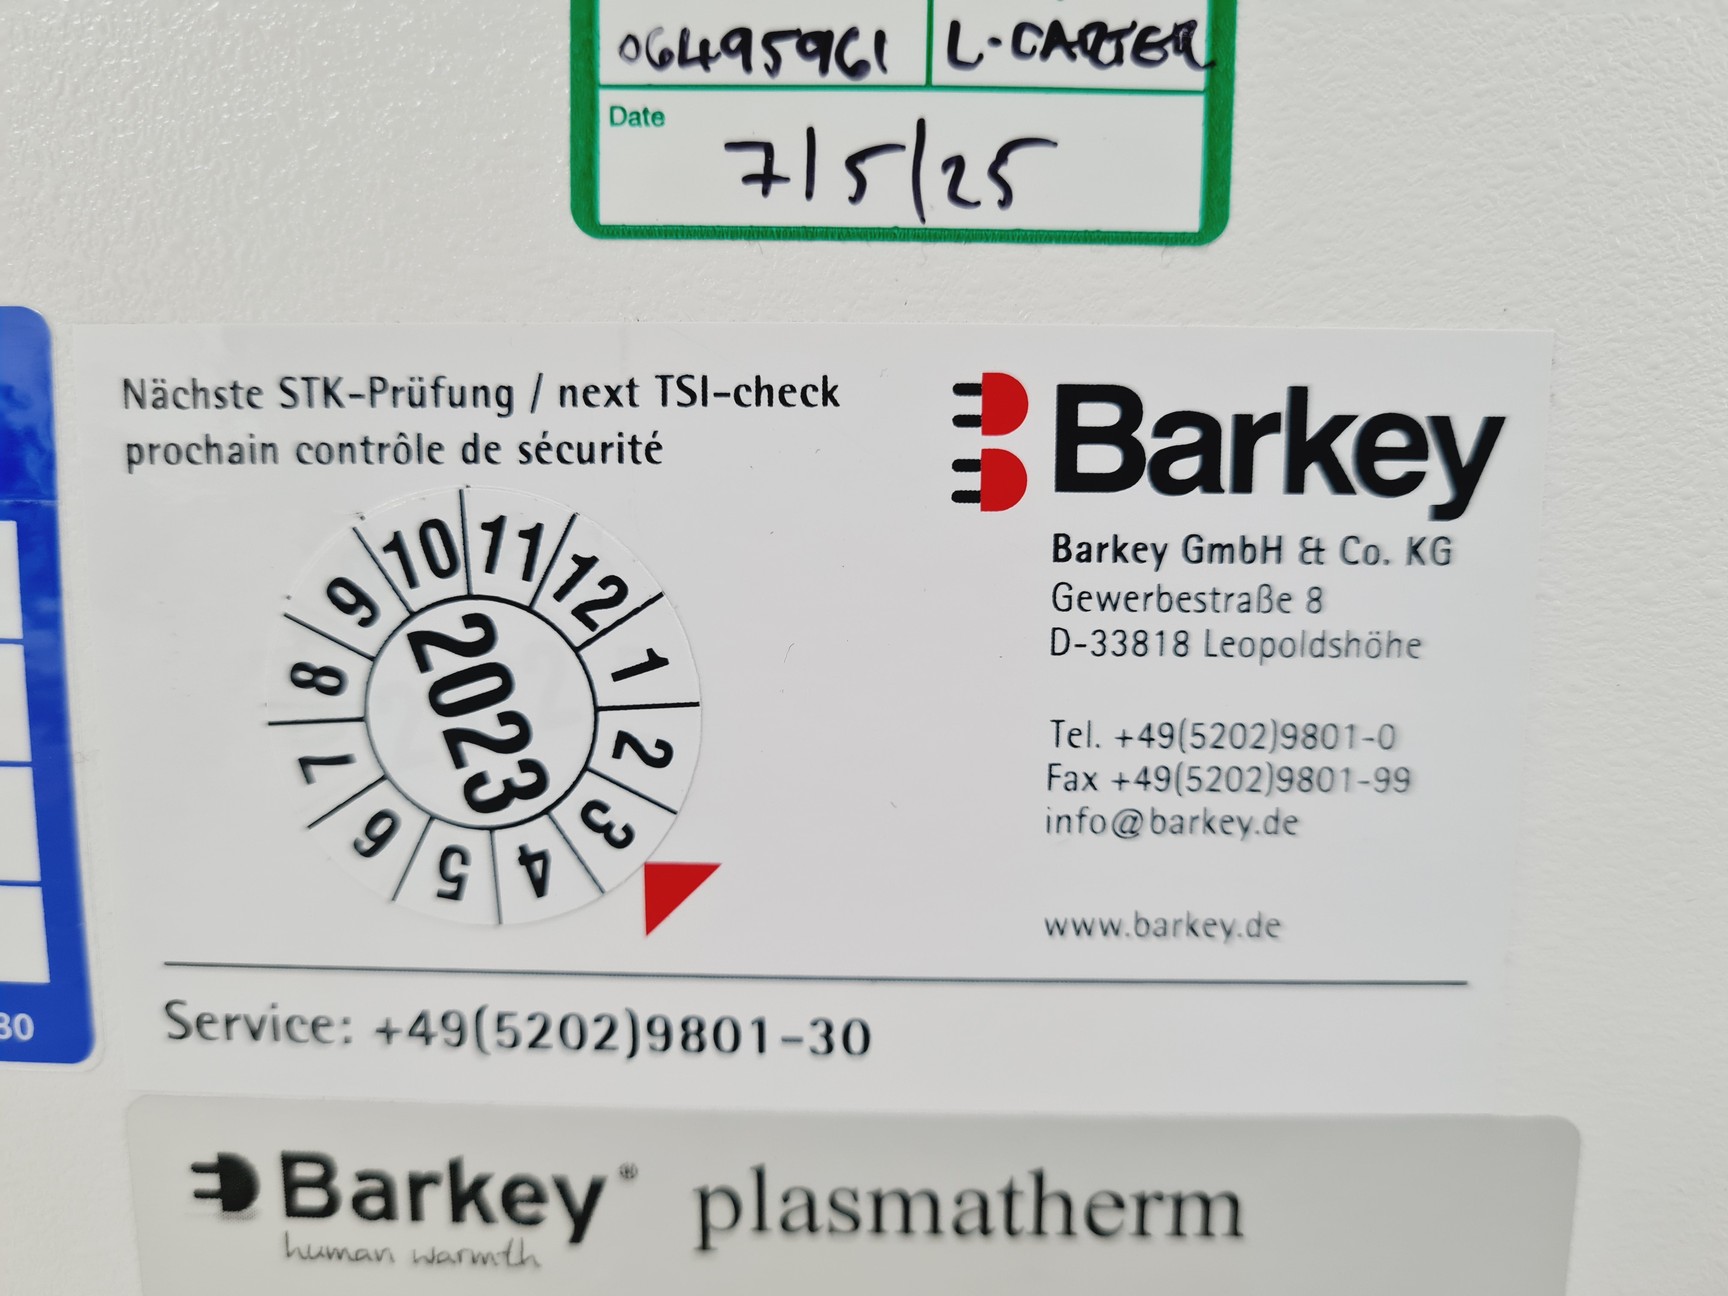 06495961 L-CARTER
Date
7/5/25
Nächste STK-Prüfung / next TSI-check
prochain contrôle de sécurité
Barkey
Barkey GmbH & Co. KG
Gewerbestraße 8
D-33818 Leopoldshöhe
Tel. +49(5202)9801-0
Fax +49(5202)9801-99
info@barkey.de
www.barkey.de
1 2 3 4 5 6 7 8 9 10 11 12
2023
Service: +49(5202)9801-30
30
Barkey® plasmatherm
human warmth